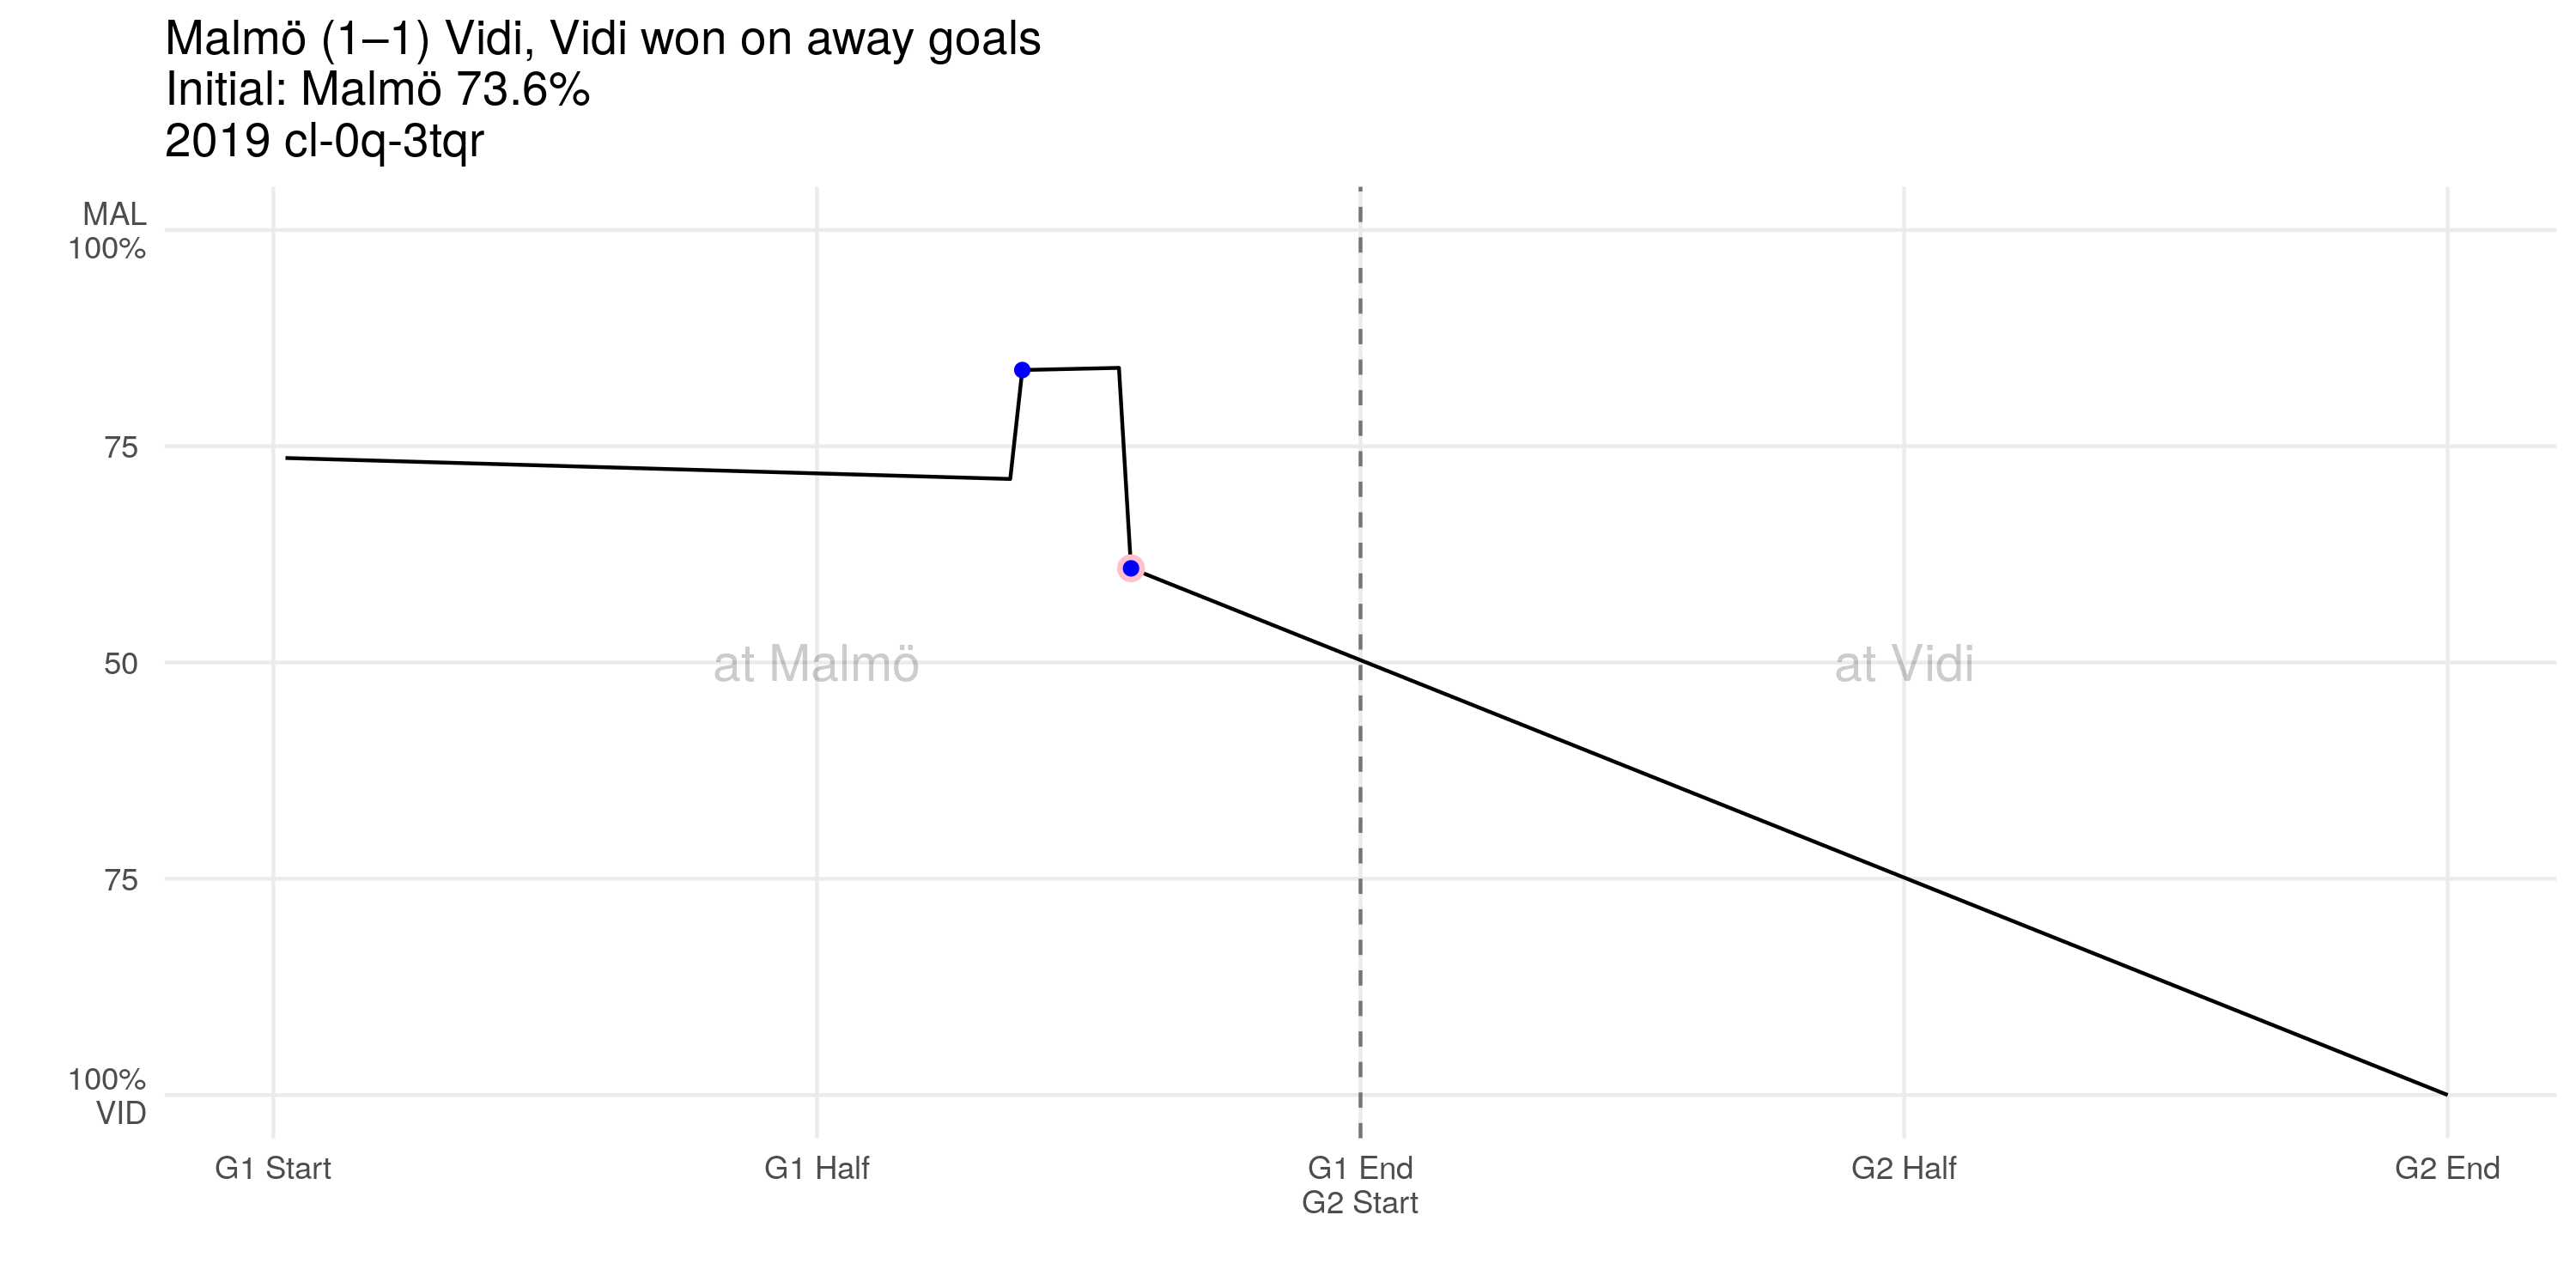 Malmö (1–1) Vidi, Vidi won on away goals
Initial: Malmö 73.6%
2019 cl-0q-3tqr
MAL
100%
75
50
75
100%
VID
at Malmö
at Vidi
G1 Start
G1 Half
G1 End
G2 Start
G2 Half
G2 End